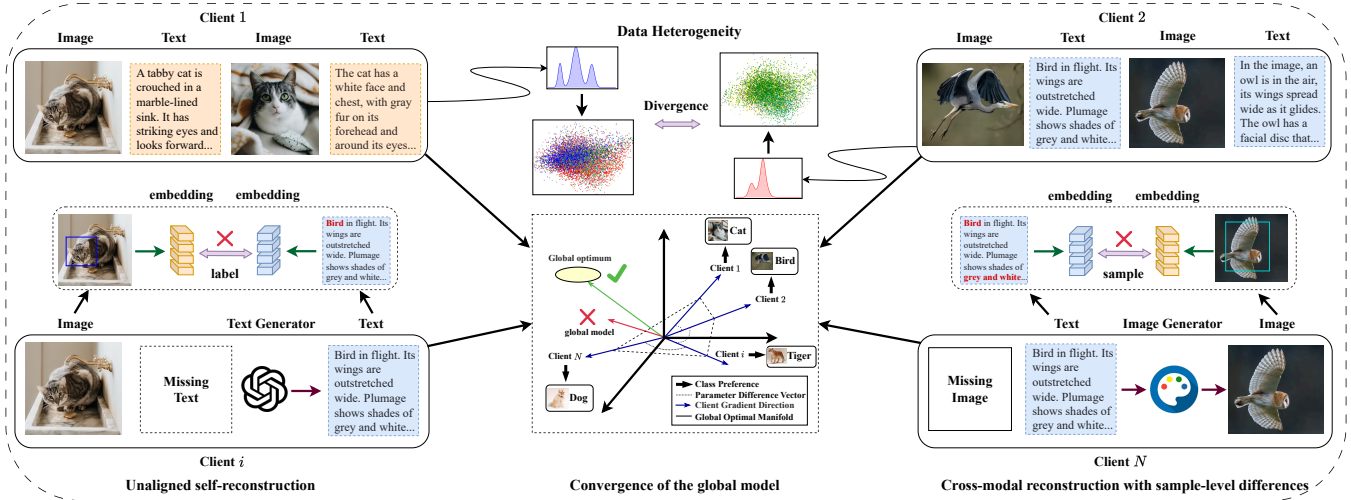 Client 1
Image
Text
Image
Text
A tabby cat is
crouched in a
marble-lined
sink. It has
striking eyes and
looks forward...
The cat has a
white face and
chest, with gray
fur on its
forehead and
around its eyes...
Data Heterogeneity
Divergence
Client 2
Image
Text
Image
Text
Bird in flight. Its
wings are
outstretched
wide. Plumage
shows shades of
grey and white...
In the image, an
owl is in the air,
its wings spread
wide as it glides.
The owl has a
facial disc that...
embedding
embedding
label
Bird in flight. Its
wings are
outstretched
wide. Plumage
shows shades of
grey and white...
Image
Text Generator
Text
Missing
Text
Bird in flight. Its
wings are
outstretched
wide. Plumage
shows shades of
grey and white...
Client i
Unaligned self-reconstruction
Global optimum
global model
Cat
Client 1
Bird
Client 2
Client N
Dog
Client i
Tiger
Class Preference
Parameter Difference Vector
Client Gradient Direction
Global Optimal Manifold
Convergence of the global model
embedding
embedding
Bird in flight. Its
wings are
outstretched
wide. Plumage
shows shades of
grey and white...
sample
Text
Image Generator
Image
Missing
Image
Bird in flight. Its
wings are
outstretched
wide. Plumage
shows shades of
grey and white...
Client N
Cross-modal reconstruction with sample-level differences